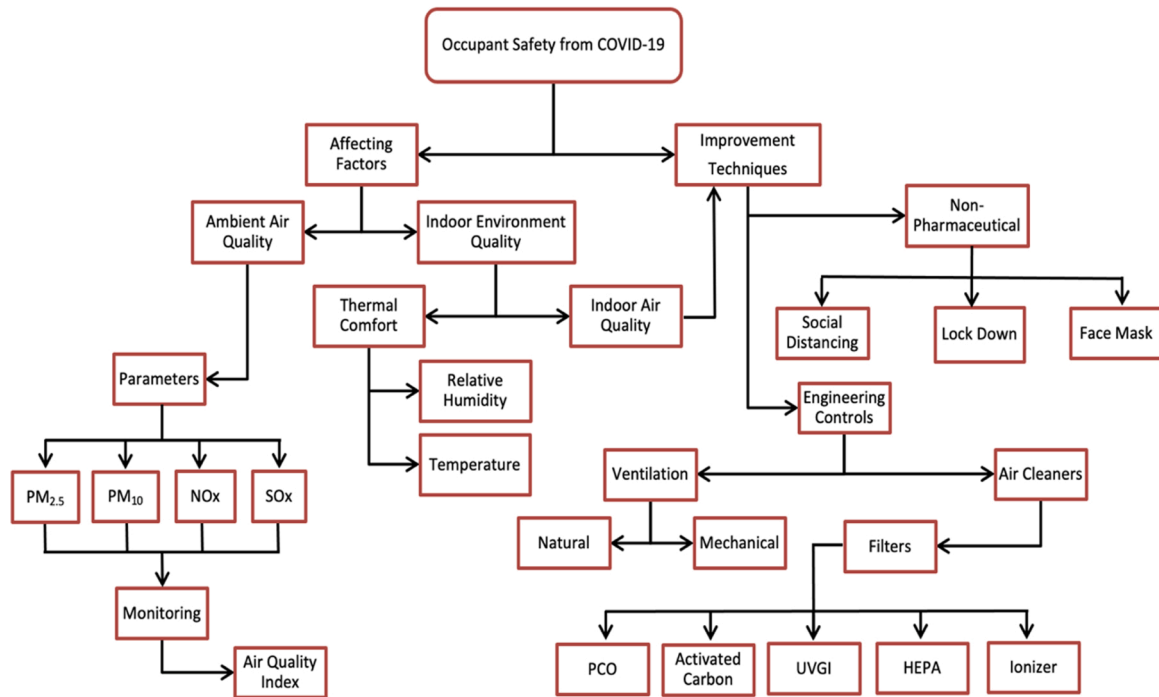 Occupant Safety from COVID-19
Affecting
Factors
Improvement
Techniques
Ambient Air
Quality
Indoor Environment
Quality
Non-
Pharmaceutical
Thermal
Comfort
Indoor Air
Quality
Social
Distancing
Lock Down
Face Mask
Parameters
Relative
Humidity
Engineering
Controls
Temperature
Ventilation
Air Cleaners
PM₂.₅
PM₁₀
NOx
SOx
Natural
Mechanical
Filters
Monitoring
Air Quality
Index
PCO
Activated
Carbon
UVGI
HEPA
Ionizer